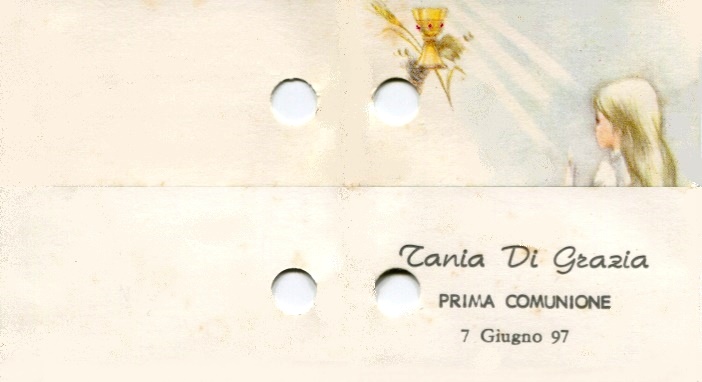 Tania Di Grazia
PRIMA COMUNIONE
7 Giugno 97